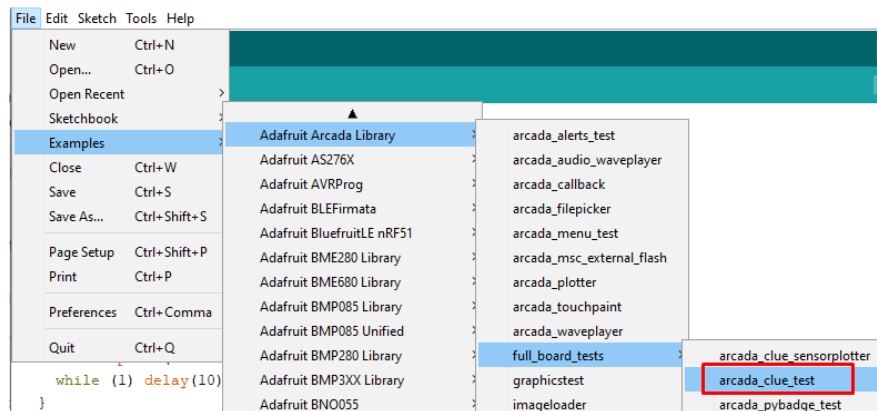 File Edit Sketch Tools Help
New Ctrl+N
Open... Ctrl+O
Open Recent
Sketchbook
Examples
Close Ctrl+W
Save Ctrl+S
Save As... Ctrl+Shift+S
Page Setup Ctrl+Shift+P
Print Ctrl+P
Preferences Ctrl+Comma
Quit Ctrl+Q
while (1) delay(10)
}
Adafruit Arcada Library
Adafruit AS276X
Adafruit AVRProg
Adafruit BLEFirmata
Adafruit BluefruitLE nRF51
Adafruit BME280 Library
Adafruit BME680 Library
Adafruit BMP085 Library
Adafruit BMP085 Unified
Adafruit BMP280 Library
Adafruit BMP3XX Library
Adafruit BNO055
arcada_alerts_test
arcada_audio_waveplayer
arcada_callback
arcada_filepicker
arcada_menu_test
arcada_msc_external_flash
arcada_plotter
arcada_touchpaint
arcada_waveplayer
full_board_tests
graphicstest
imageloader
arcada_clue_sensorplotter
arcada_clue_test
arcada_pybadge_test